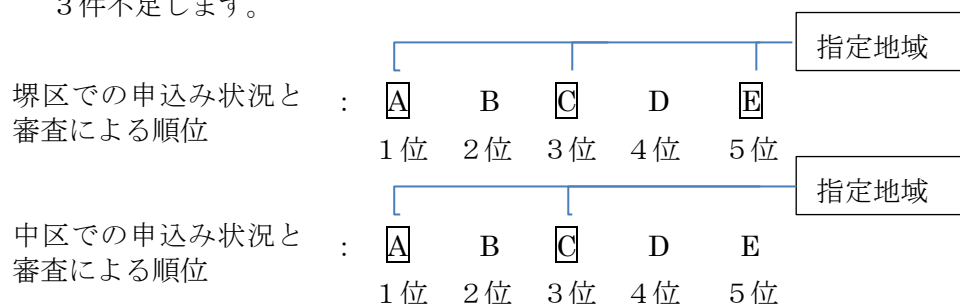 ３件不足します。
指定地域
堺区での申込み状況と
審査による順位
： A B C D E
１位 ２位 ３位 ４位 ５位
指定地域
中区での申込み状況と
審査による順位
： A B C D E
１位 ２位 ３位 ４位 ５位